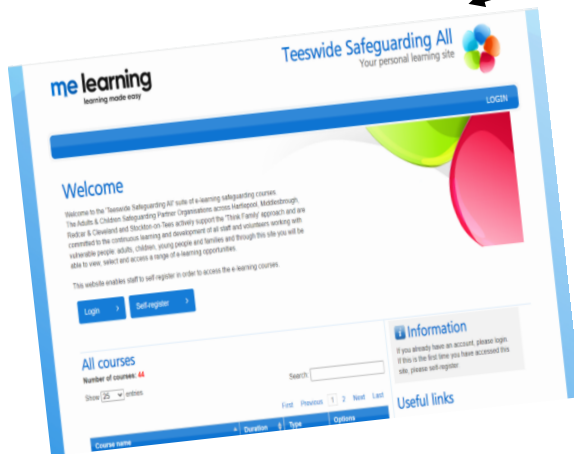 me learning
learning made easy
Teeswide Safeguarding All
Your personal learning site
LOGIN
Welcome
Welcome to the 'Teeswide Safeguarding All' suite of e-learning safeguarding courses.
The Adults & Children Safeguarding Partner Organisations across Hartlepool, Middlesbrough,
Redcar & Cleveland and Stockton-on-Tees actively support the 'Think Family' approach and are
committed to the continuous learning and development of all staff and volunteers working with
vulnerable people; adults, children, young people and families and through this site you will be
able to view, select and access a range of e-learning opportunities.
This website enables staff to self register in order to access the e-learning courses.
Login > Self-register >
All courses
Number of courses: 44
Show 25 entries
Search:
First Previous 1 2 Next Last
Course name Duration Type Options
i Information
If you already have an account, please login.
If this is the first time you have accessed this
site, please self-register.
Useful links